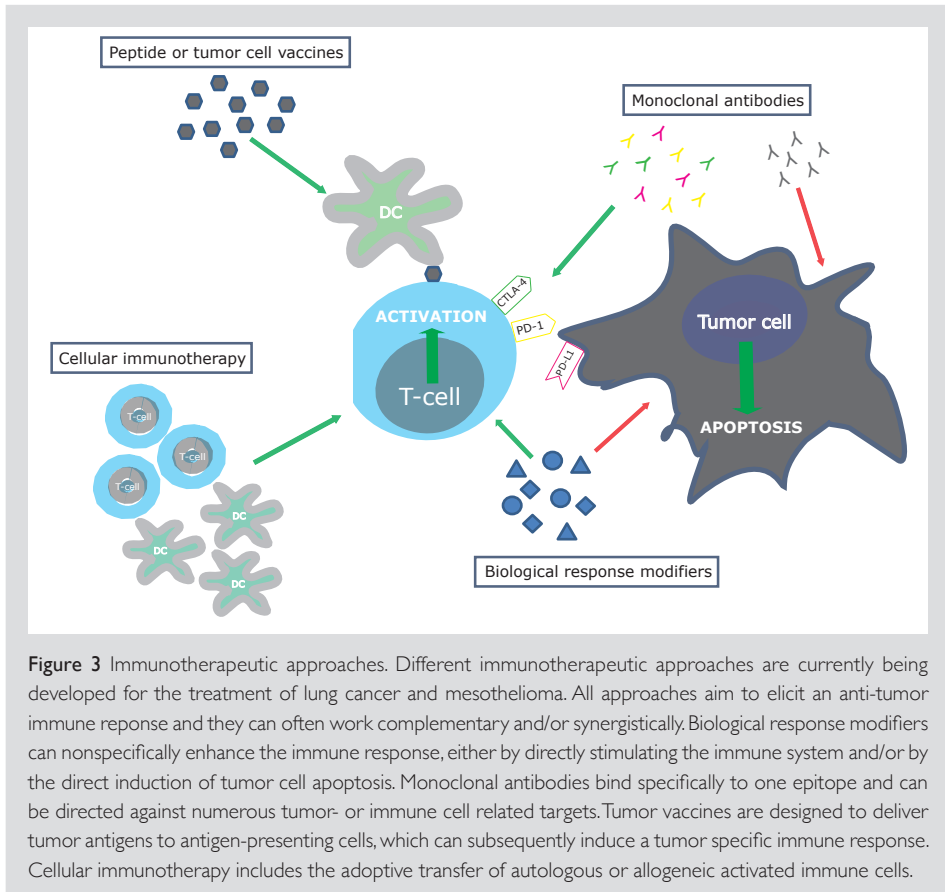 Peptide or tumor cell vaccines
Monoclonal antibodies
DC
CTLA-4
ACTIVATION
PD-1
PD-L1
Tumor cell
Cellular immunotherapy
T-cell
APOPTOSIS
T-cell
T-cell
T-cell
DC
DC
DC
Biological response modifiers
Figure 3 Immunotherapeutic approaches. Different immunotherapeutic approaches are currently being
developed for the treatment of lung cancer and mesothelioma. All approaches aim to elicit an anti-tumor
immune reponse and they can often work complementary and/or synergistically. Biological response modifiers
can nonspecifically enhance the immune response, either by directly stimulating the immune system and/or by
the direct induction of tumor cell apoptosis. Monoclonal antibodies bind specifically to one epitope and can
be directed against numerous tumor- or immune cell related targets. Tumor vaccines are designed to deliver
tumor antigens to antigen-presenting cells, which can subsequently induce a tumor specific immune response.
Cellular immunotherapy includes the adoptive transfer of autologous or allogeneic activated immune cells.